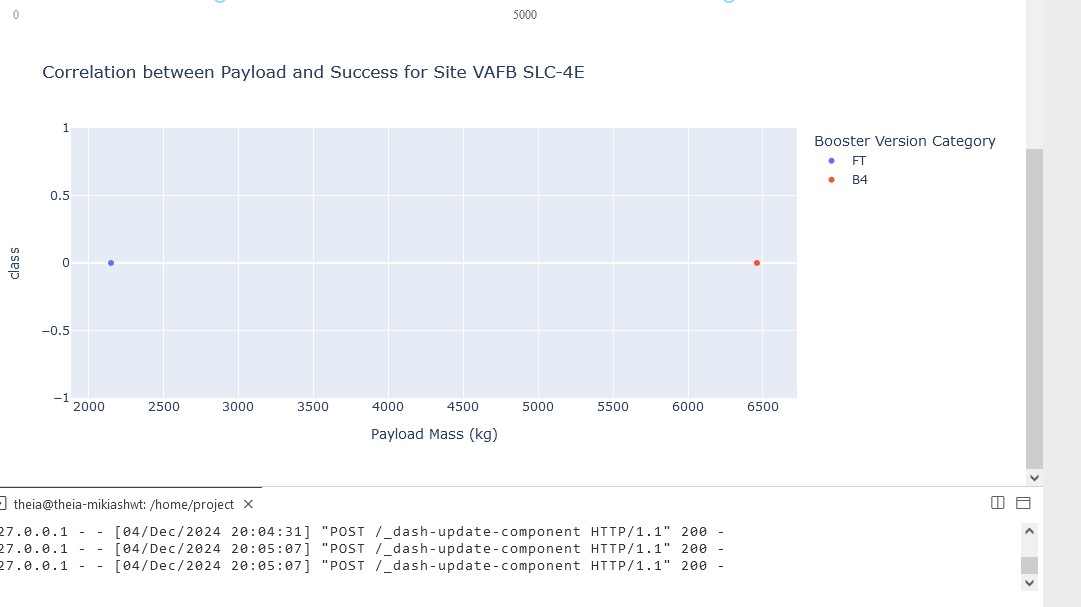 0 5000
Correlation between Payload and Success for Site VAFB SLC-4E
Booster Version Category
FT
B4
1
0.5
0
−0.5
−1
class
2000 2500 3000 3500 4000 4500 5000 5500 6000 6500
Payload Mass (kg)
theia@theia-mikiashwt: /home/project
27.0.0.1 - - [04/Dec/2024 20:04:31] "POST /_dash-update-component HTTP/1.1" 200 -
27.0.0.1 - - [04/Dec/2024 20:05:07] "POST /_dash-update-component HTTP/1.1" 200 -
27.0.0.1 - - [04/Dec/2024 20:05:07] "POST /_dash-update-component HTTP/1.1" 200 -